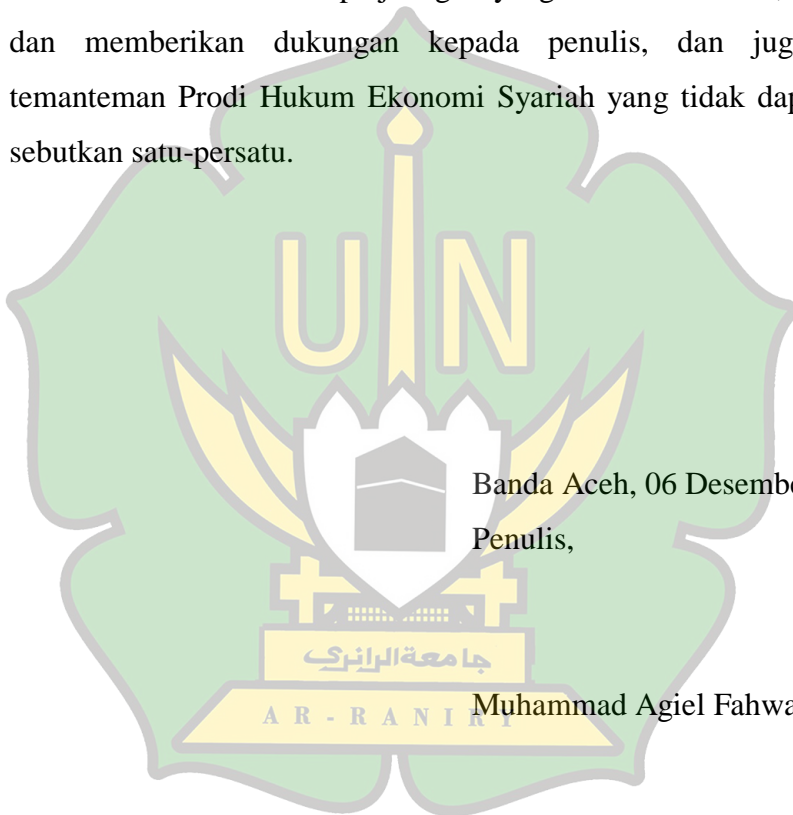 dan memberikan dukungan kepada penulis, dan jug
temanteman Prodi Hukum Ekonomi Syariah yang tidak dap
sebutkan satu-persatu.
UIN
Banda Aceh, 06 Desembe
Penulis,
جامعة الرانري
AR-RANIRY
Muhammad Agiel Fahwa